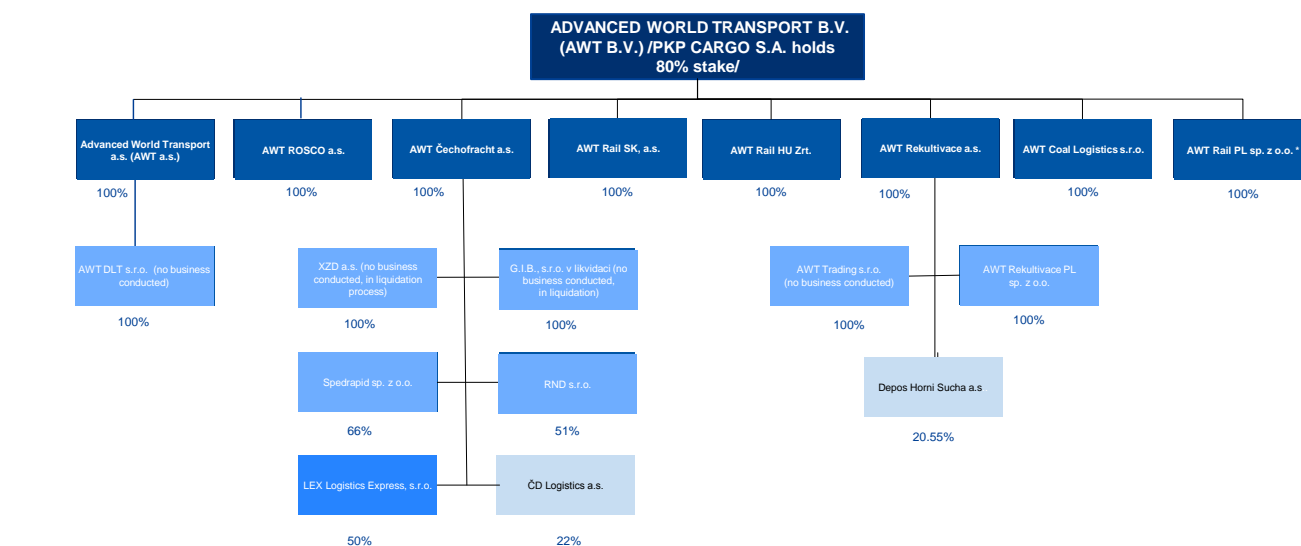 ADVANCED WORLD TRANSPORT B.V.
(AWT B.V.) /PKP CARGO S.A. holds
80% stake/
Advanced World Transport
a.s. (AWT a.s.)
AWT ROSCO a.s.
AWT Čechofracht a.s.
AWT Rail SK, a.s.
AWT Rail HU Zrt.
AWT Rekultivace a.s.
AWT Coal Logistics s.r.o.
AWT Rail PL sp. z o.o. *
100%
100%
100%
100%
100%
100%
100%
100%
AWT DLT s.r.o. (no business
conducted)
XZD a.s. (no business
conducted, in liquidation
process)
G.I.B., s.r.o. v likvidaci (no
business conducted,
in liquidation)
AWT Trading s.r.o.
(no business conducted)
AWT Rekultivace PL
sp. z o.o.
100%
100%
100%
100%
100%
Spedrapid sp. z o.o.
RND s.r.o.
Depos Horni Sucha a.s
66%
51%
20.55%
LEX Logistics Express, s.r.o.
ČD Logistics a.s.
50%
22%